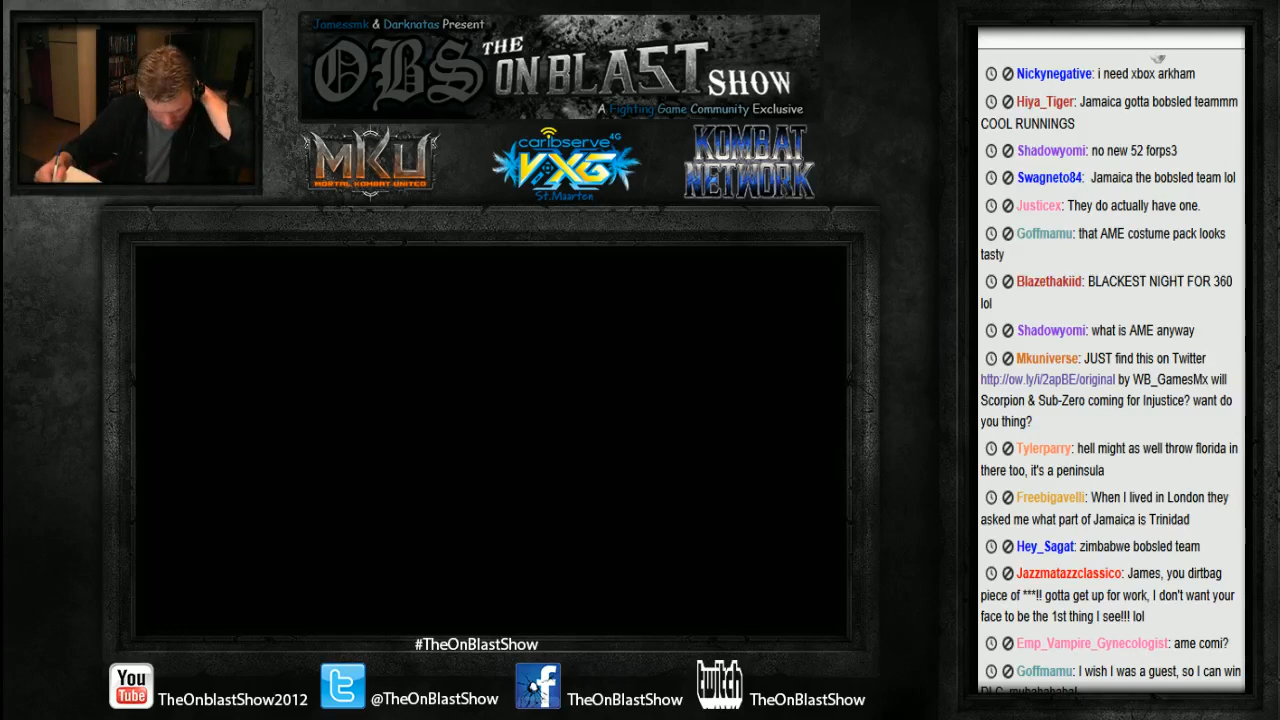 Jamessmk & Darknatas Present
OBS THE ON BLAST SHOW
A Fighting Game Community Exclusive
MKU
MORTAL KOMBAT UNITED
caribserve 4G
VXG
St.Maarten
KOMBAT
NETWORK
#TheOnBlastShow
You
Tube
TheOnblastShow2012
@TheOnBlastShow
TheOnBlastShow
twitch
TheOnBlastShow
Nickynegative: i need xbox arkham
Hiya_Tiger: Jamaica gotta bobsled teammm
COOL RUNNINGS
Shadowyomi: no new 52 forps3
Swagneto84: Jamaica the bobsled team lol
Justicex: They do actually have one.
Goffmamu: that AME costume pack looks
tasty
Blazethakiid: BLACKEST NIGHT FOR 360
lol
Shadowyomi: what is AME anyway
Mkuniverse: JUST find this on Twitter
http://ow.ly/i/2apBE/original by WB_GamesMx will
Scorpion & Sub-Zero coming for Injustice? want do
you thing?
Tylerparry: hell might as well throw florida in
there too, it's a peninsula
Freebigavelli: When I lived in London they
asked me what part of Jamaica is Trinidad
Hey_Sagat: zimbabwe bobsled team
Jazzmatazzclassico: James, you dirtbag
piece of ***!! gotta get up for work, I don't want your
face to be the 1st thing I see!!! lol
Emp_Vampire_Gynecologist: ame comi?
Goffmamu: I wish I was a guest, so I can win